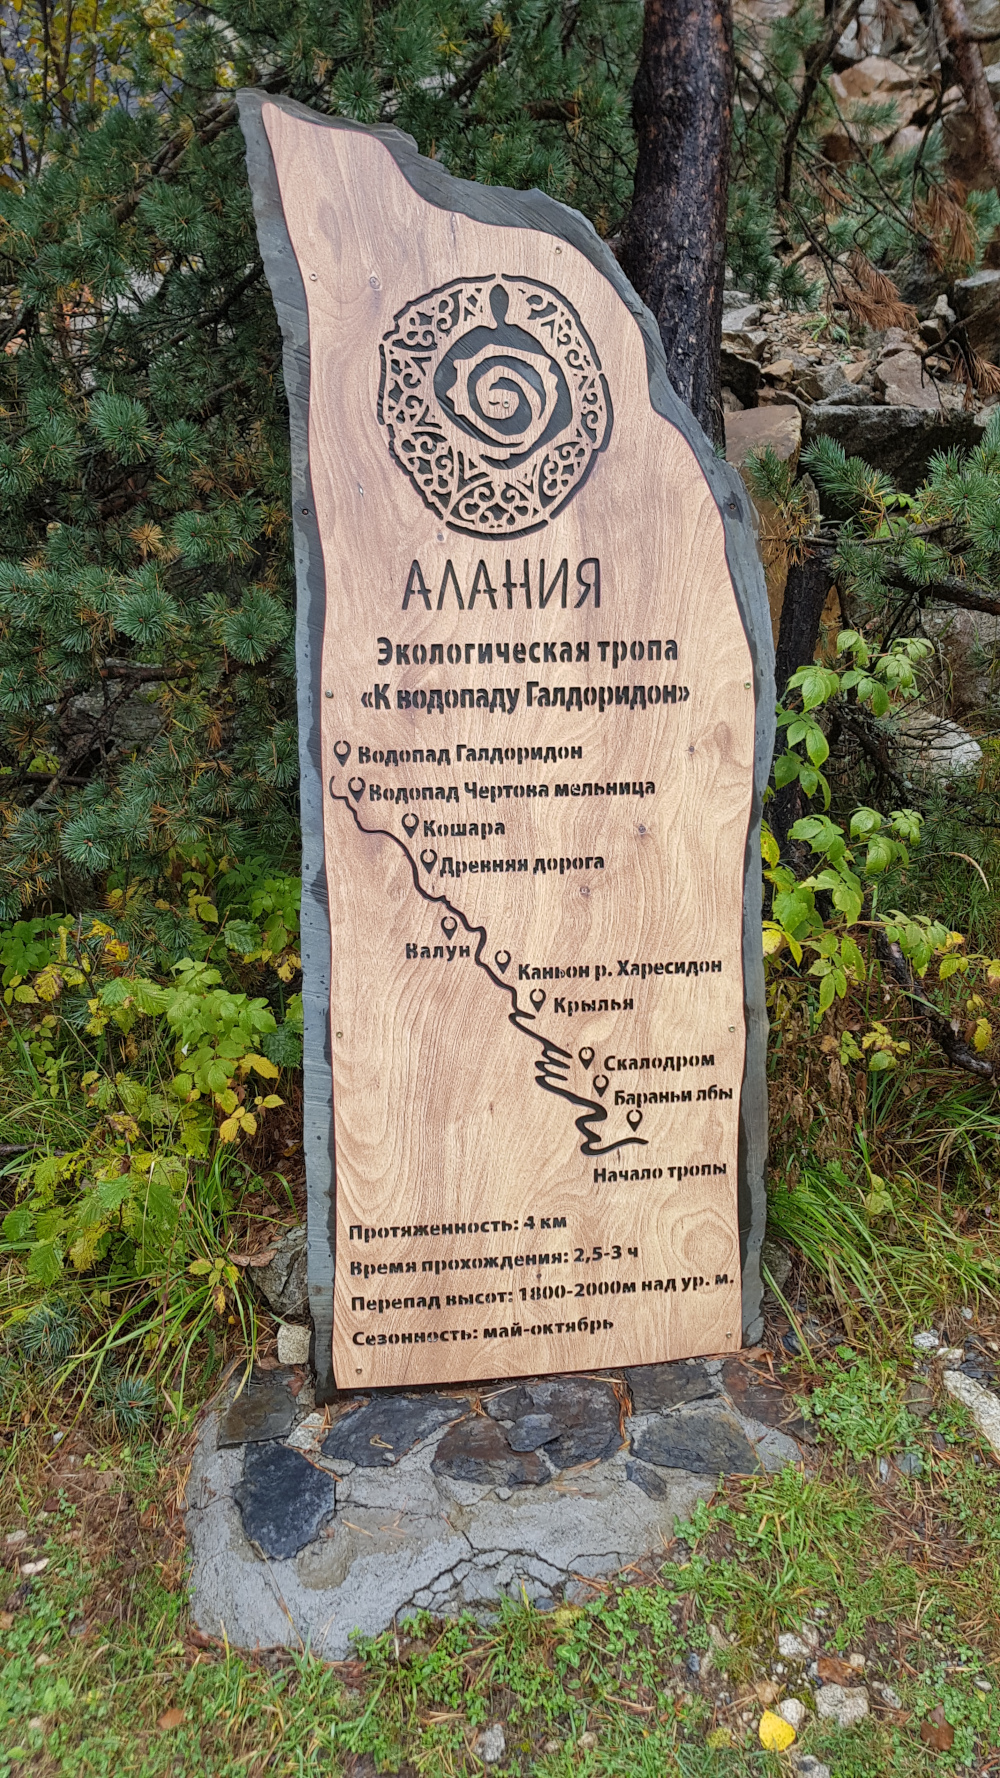 АЛАНИЯ
Экологическая тропа
«К водопаду Галдоридон»
Водопад Галдоридон
Водопад Чертова мельница
Кошара
Древняя дорога
Валун
Каньон р. Харесидон
Крылья
Скалодром
Бараньи лбы
Начало тропы
Протяженность: 4 км
Время прохождения: 2,5-3 ч
Перепад высот: 1800-2000м над ур. м.
Сезонность: май-октябрь